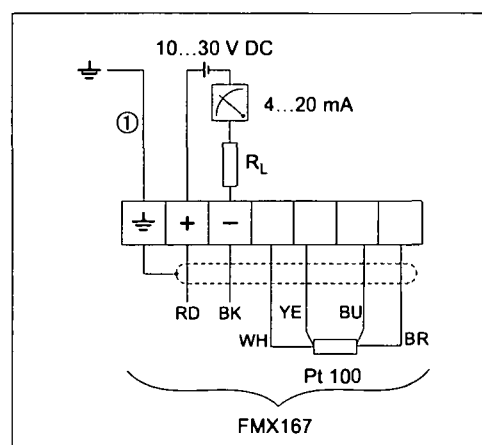 10...30 V DC
①
4...20 mA
R_L
+ −
RD BK YE BU
WH BR
Pt 100
FMX167